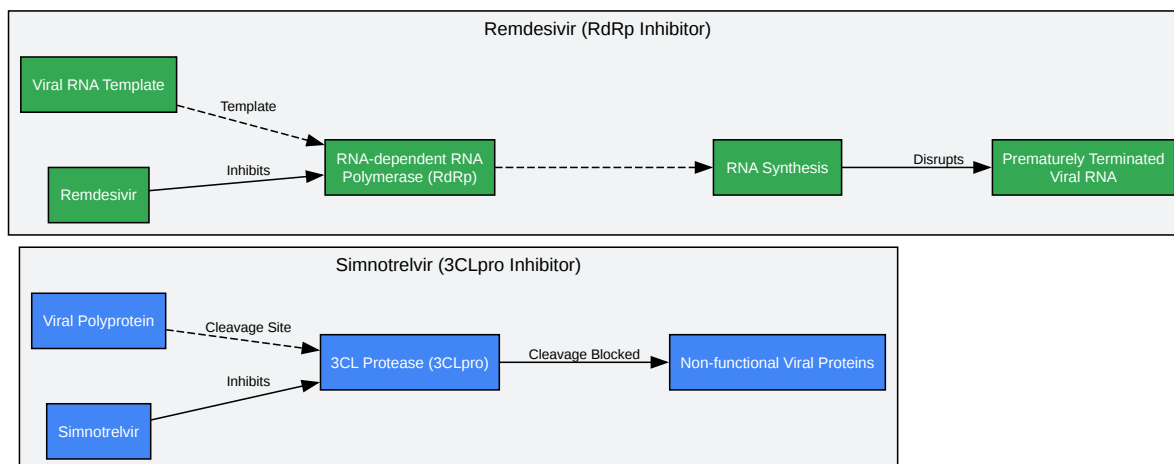 Remdesivir (RdRp Inhibitor)
Viral RNA Template
Template
Remdesivir
Inhibits
RNA-dependent RNA
Polymerase (RdRp)
RNA Synthesis
Disrupts
Prematurely Terminated
Viral RNA
Simnotrelvir (3CLpro Inhibitor)
Viral Polyprotein
Cleavage Site
Simnotrelvir
Inhibits
3CL Protease (3CLpro)
Cleavage Blocked
Non-functional Viral Proteins